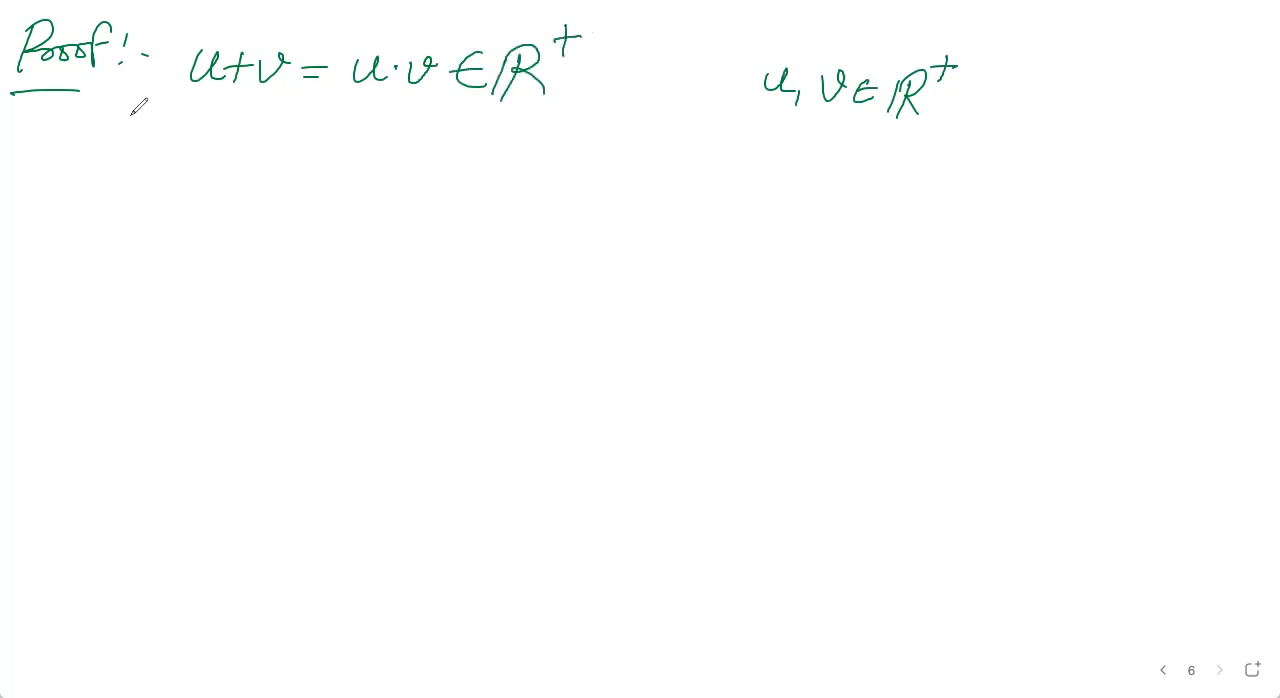 Proof:- u+v = u·v ∈ ℝ⁺ u, v ∈ ℝ⁺
< 6 >